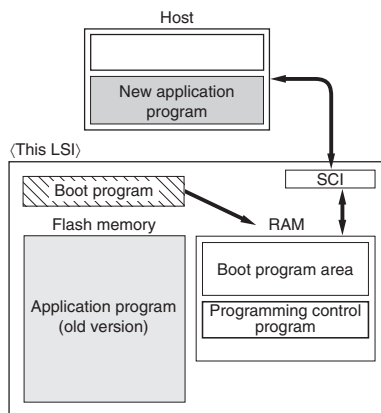 Host
New application
program
〈This LSI〉
SCI
Boot program
Flash memory
RAM
Boot program area
Application program
(old version)
Programming control
program